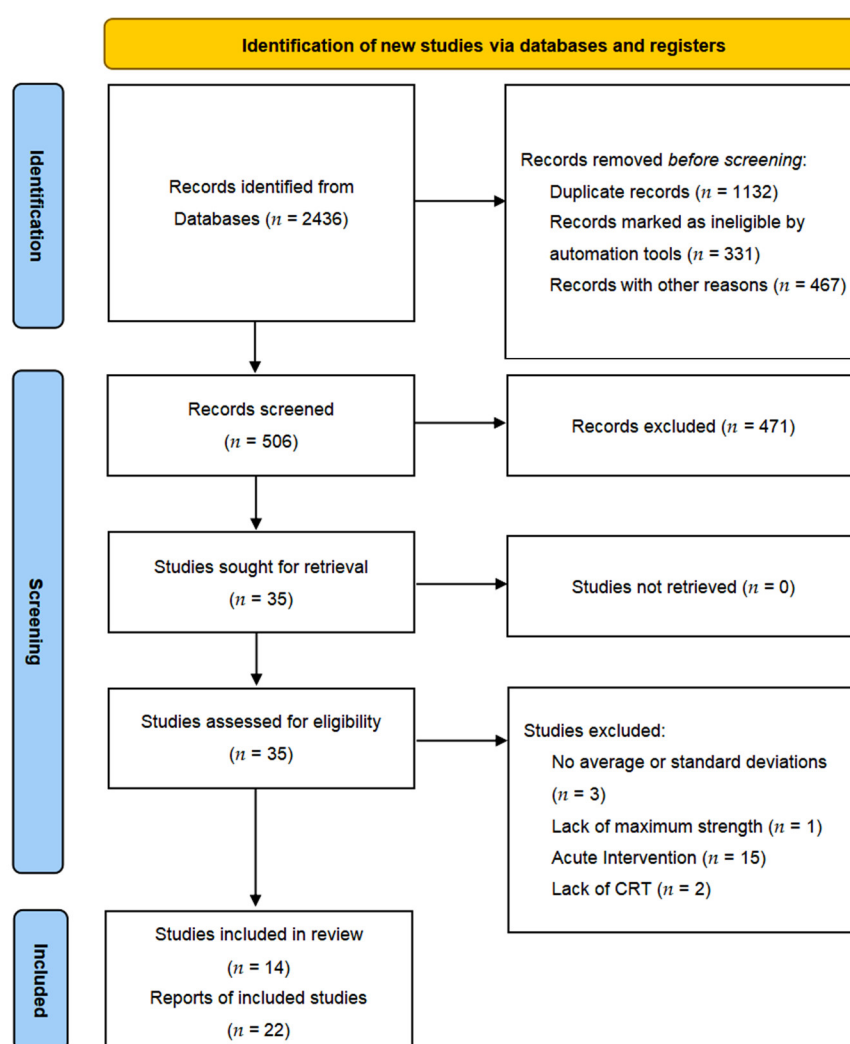 Identification of new studies via databases and registers
Identification
Records identified from
Databases (n = 2436)
Records removed before screening:
Duplicate records (n = 1132)
Records marked as ineligible by
automation tools (n = 331)
Records with other reasons (n = 467)
Screening
Records screened
(n = 506)
Records excluded (n = 471)
Studies sought for retrieval
(n = 35)
Studies not retrieved (n = 0)
Studies assessed for eligibility
(n = 35)
Studies excluded:
No average or standard deviations
(n = 3)
Lack of maximum strength (n = 1)
Acute Intervention (n = 15)
Lack of CRT (n = 2)
Included
Studies included in review
(n = 14)
Reports of included studies
(n = 22)